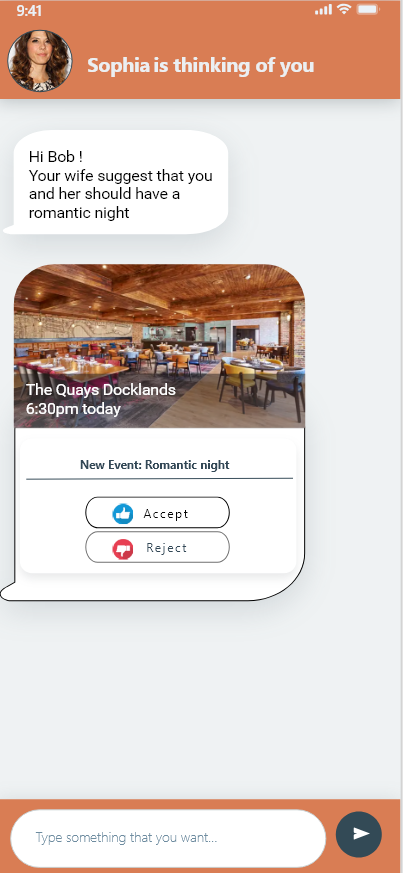 9:41
Sophia is thinking of you
Hi Bob !
Your wife suggest that you
and her should have a
romantic night
The Quays Docklands
6:30pm today
New Event: Romantic night
Accept
Reject
Type something that you want...